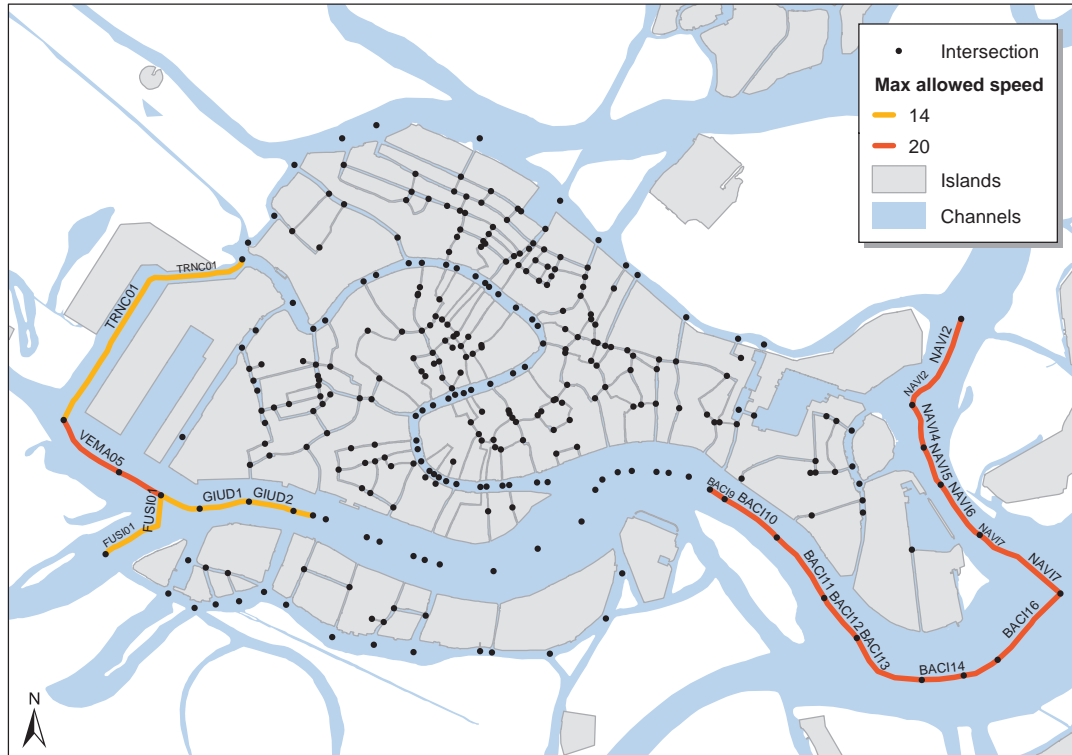 Intersection
Max allowed speed
14
20
Islands
Channels
TRNC01
TRNC01
VEMA05
FUSI01
FUSI01
GIUD1
GIUD2
NAVI2
NAVI2
NAVI4
NAVI5
NAVI6
NAVI7
NAVI7
BACI9
BACI10
BACI11
BACI12
BACI13
BACI14
BACI16
N